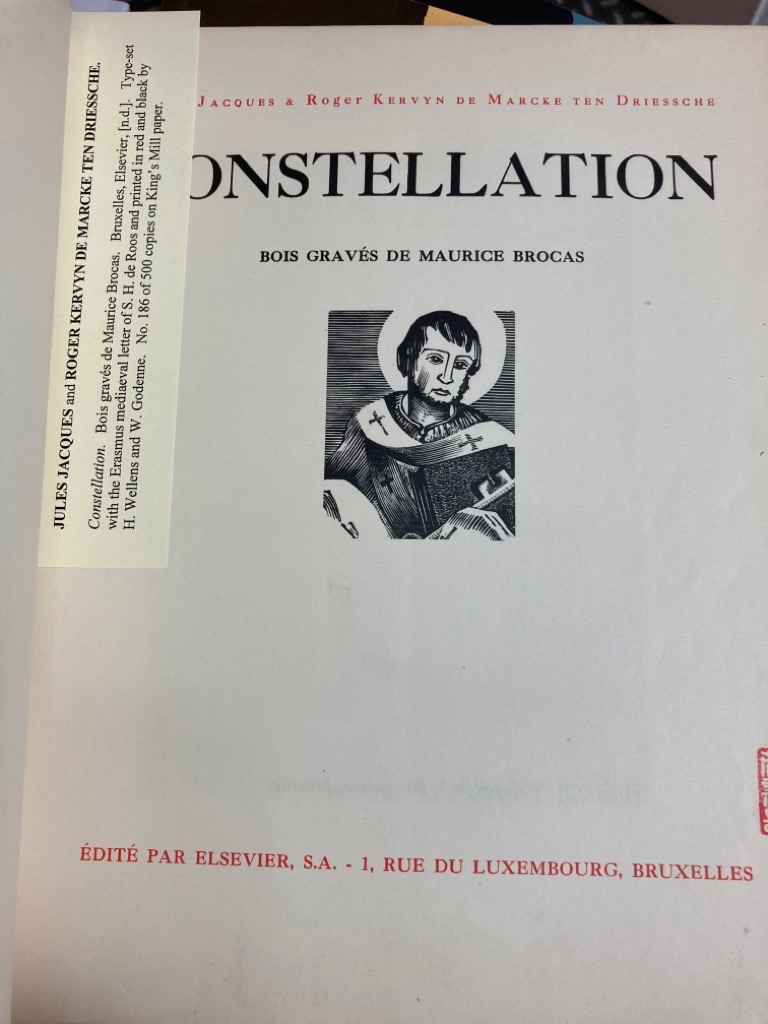 JULES JACQUES and ROGER KERVYN DE MARCKE TEN DRIESSCHE.
Constellation. Bois gravés de Maurice Brocas. Bruxelles, Elsevier, [n.d.]. Type-set
with the Erasmus mediaeval letter of S. H. de Roos and printed in red and black by
H. Wellens and W. Godenne. No. 186 of 500 copies on King's Mill paper.
Jacques & Roger Kervyn de Marcke ten Driessche
ONSTELLATION
BOIS GRAVÉS DE MAURICE BROCAS
ÉDITÉ PAR ELSEVIER, S.A. - 1, RUE DU LUXEMBOURG, BRUXELLES